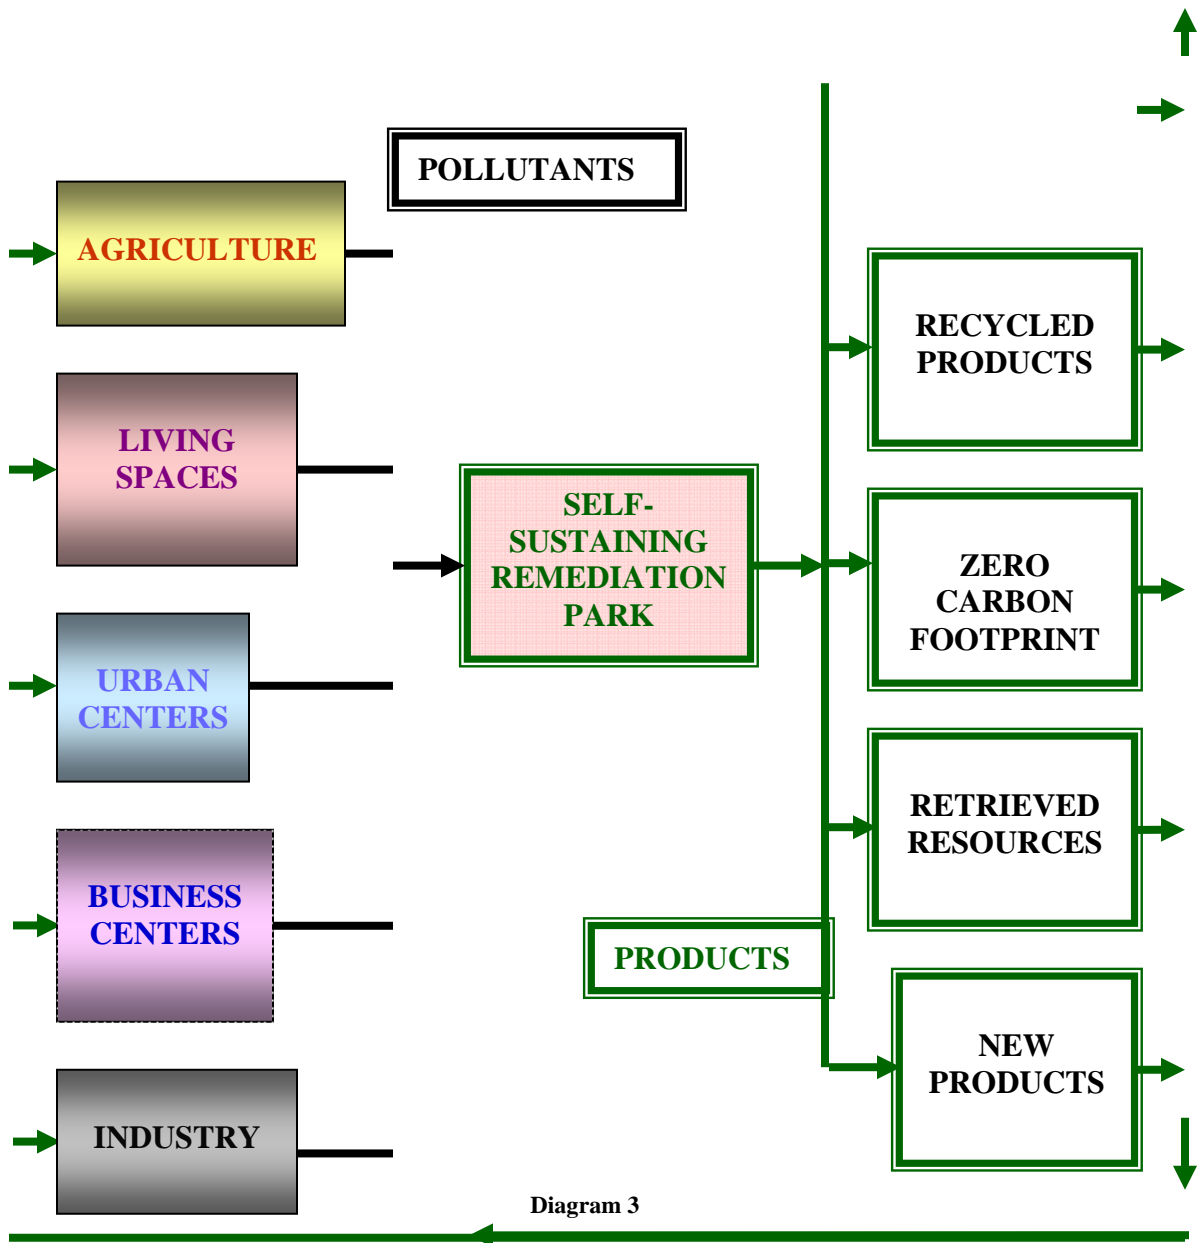 POLLUTANTS
AGRICULTURE
LIVING
SPACES
URBAN
CENTERS
BUSINESS
CENTERS
INDUSTRY
SELF-
SUSTAINING
REMEDIATION
PARK
PRODUCTS
RECYCLED
PRODUCTS
ZERO
CARBON
FOOTPRINT
RETRIEVED
RESOURCES
NEW
PRODUCTS
Diagram 3